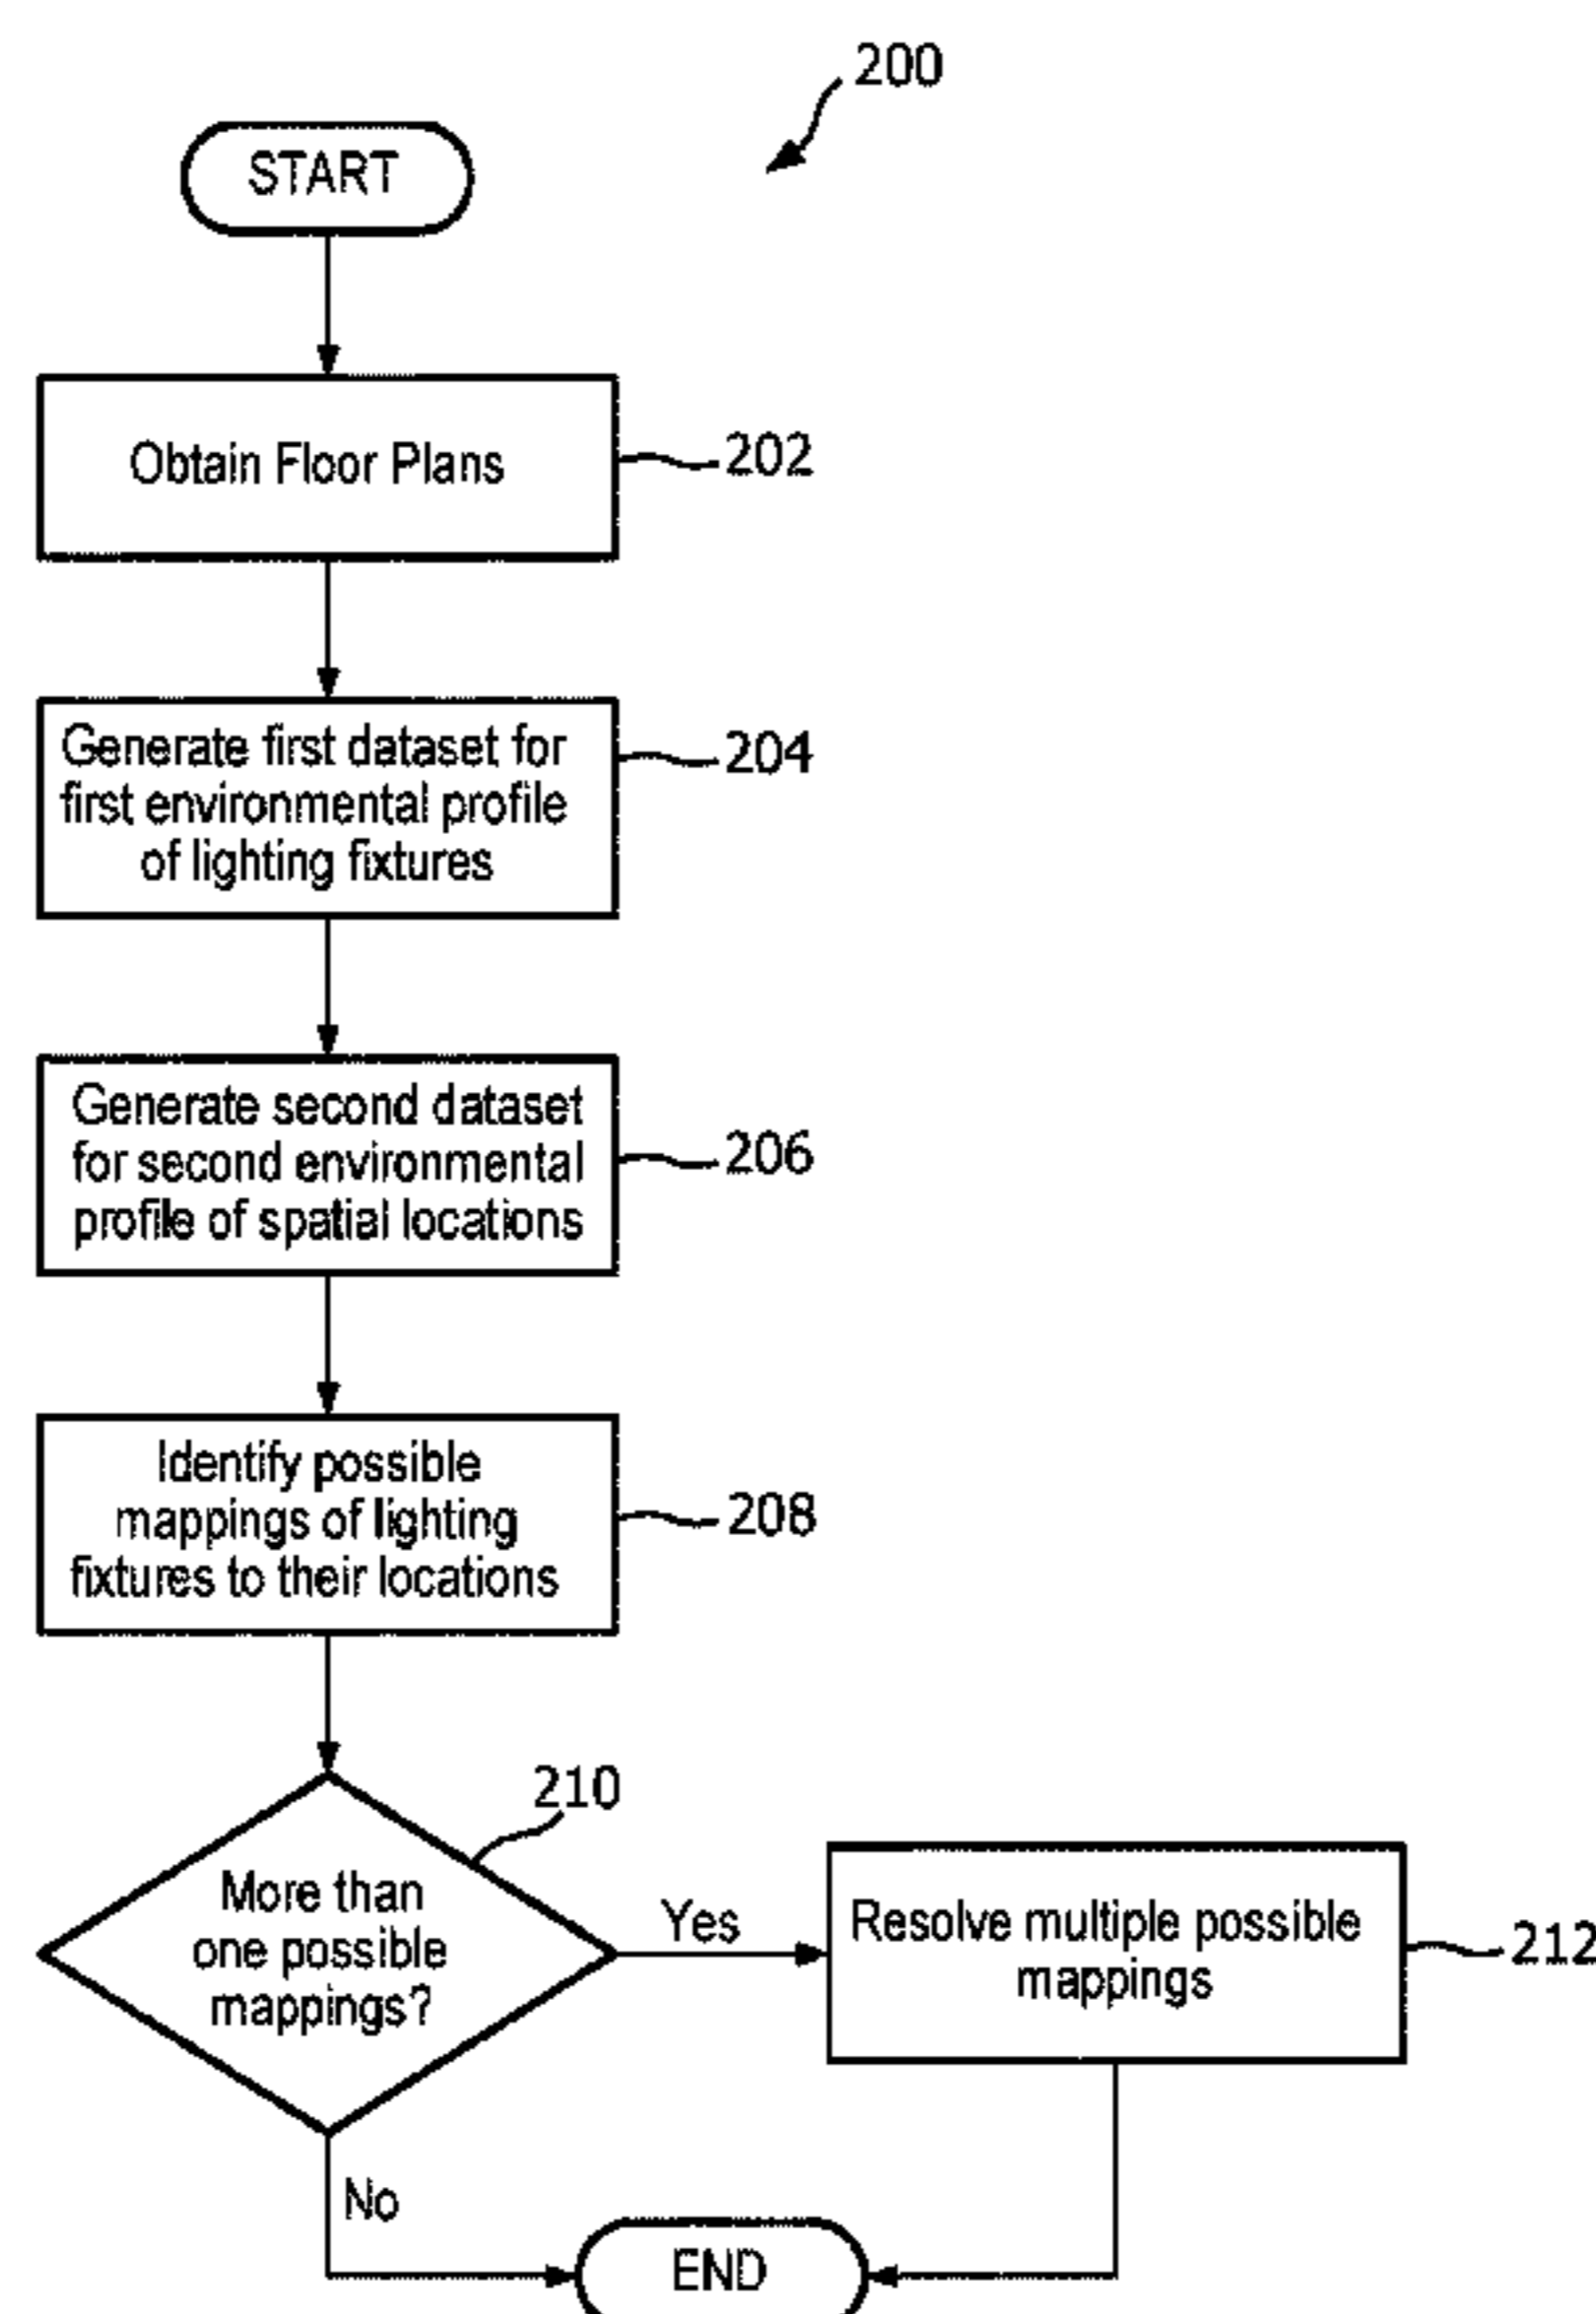 200
START
Obtain Floor Plans
202
Generate first dataset for
first environmental profile
of lighting fixtures
204
Generate second dataset
for second environmental
profile of spatial locations
206
Identify possible
mappings of lighting
fixtures to their locations
208
210
More than
one possible
mappings?
Yes
Resolve multiple possible
mappings
212
No
END